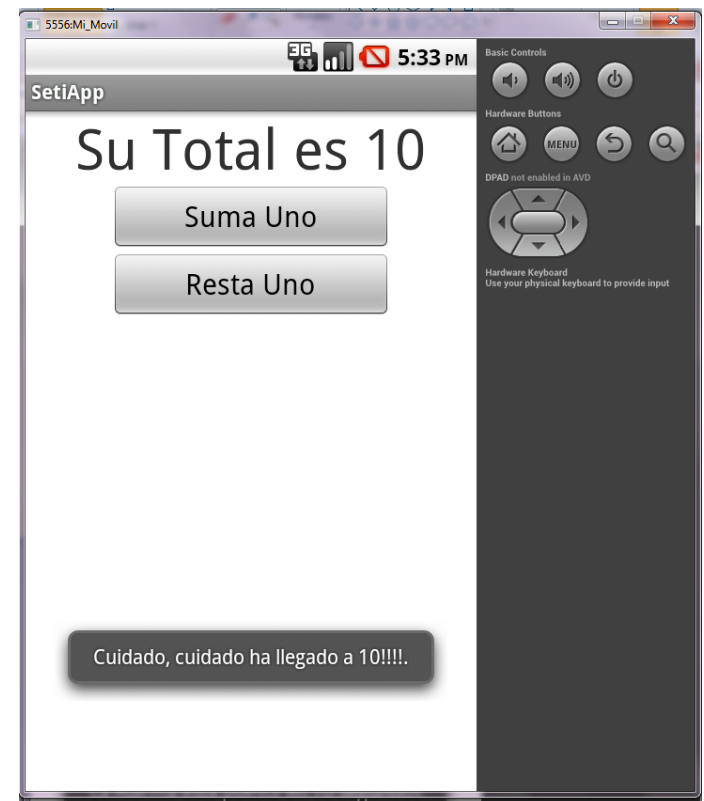 5556:Mi_Movil
3G 5:33 PM
SetiApp
Su Total es 10
Suma Uno
Resta Uno
Cuidado, cuidado ha llegado a 10!!!!.
Basic Controls
Hardware Buttons
MENU
DPAD not enabled in AVD
Hardware Keyboard
Use your physical keyboard to provide input